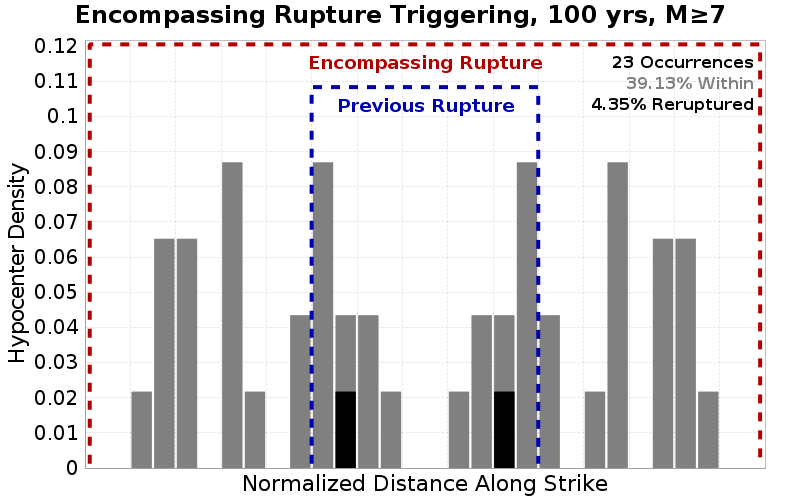 Encompassing Rupture Triggering, 100 yrs, M≥7
0.12
0.11
0.1
0.09
0.08
0.07
0.06
0.05
0.04
0.03
0.02
0.01
0
Hypocenter Density
Encompassing Rupture
Previous Rupture
23 Occurrences
39.13% Within
4.35% Reruptured
Normalized Distance Along Strike